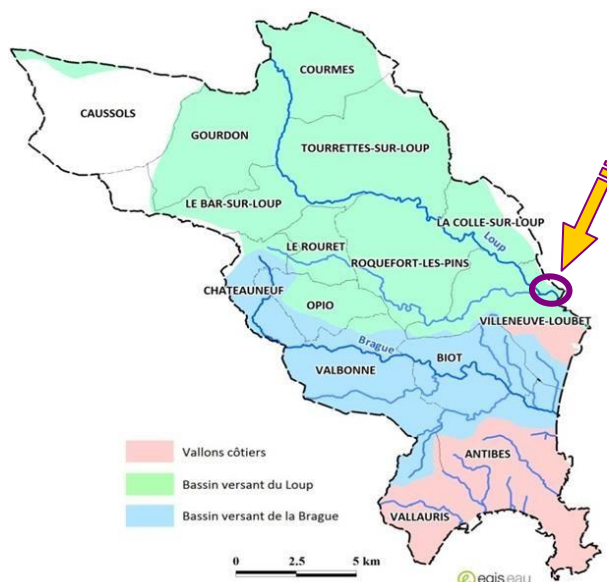 COURMES
CAUSSOLS
GOURDON
TOURRETTES-SUR-LOUP
LE BAR-SUR-LOUP
LA COLLE-SUR-LOUP
Loup
LE ROURET
ROQUEFORT-LES-PINS
CHATEAUNEUF
OPIO
VILLENEUVE-LOUBET
Brague
BIOT
VALBONNE
ANTIBES
VALLAURIS
Vallons côtiers
Bassin versant du Loup
Bassin versant de la Brague
0 2.5 5 km
egis eau